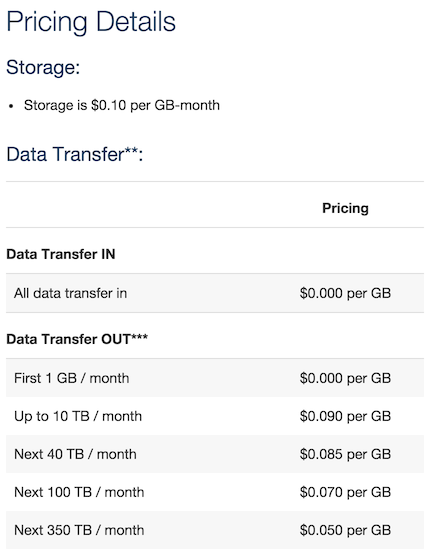 Pricing Details
Storage:
• Storage is $0.10 per GB-month
Data Transfer**:
Pricing
Data Transfer IN
All data transfer in $0.000 per GB
Data Transfer OUT***
First 1 GB / month $0.000 per GB
Up to 10 TB / month $0.090 per GB
Next 40 TB / month $0.085 per GB
Next 100 TB / month $0.070 per GB
Next 350 TB / month $0.050 per GB